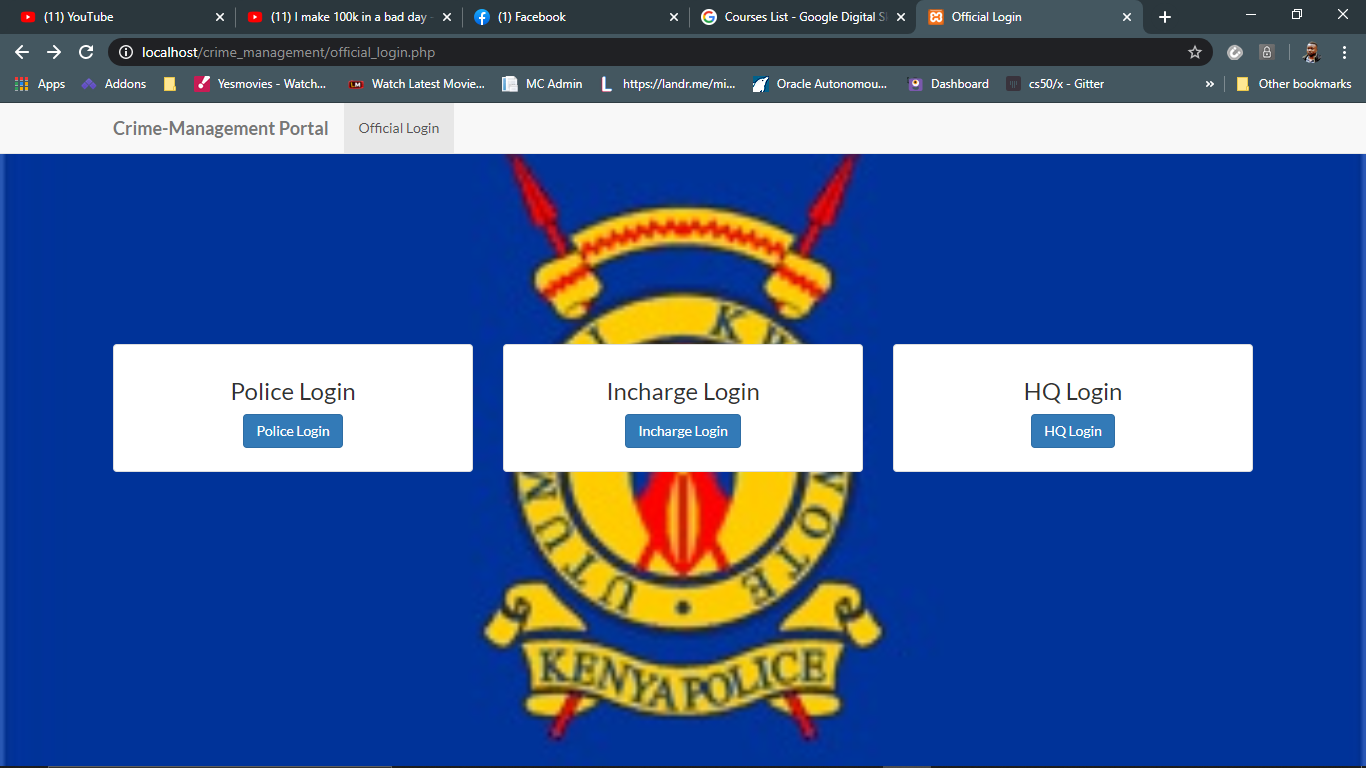 (11) YouTube
(11) I make 100k in a bad day -
(1) Facebook
Courses List - Google Digital S
Official Login
localhost/crime_management/official_login.php
Apps
Addons
Yesmovies - Watch...
LM
Watch Latest Movie...
MC Admin
L
https://landr.me/mi...
Oracle Autonomou...
Dashboard
cs50/x - Gitter
»
Other bookmarks
Crime-Management Portal
Official Login
Police Login
Police Login
Incharge Login
Incharge Login
HQ Login
HQ Login
KW
UTUM
WOTE
KENYA POLICE